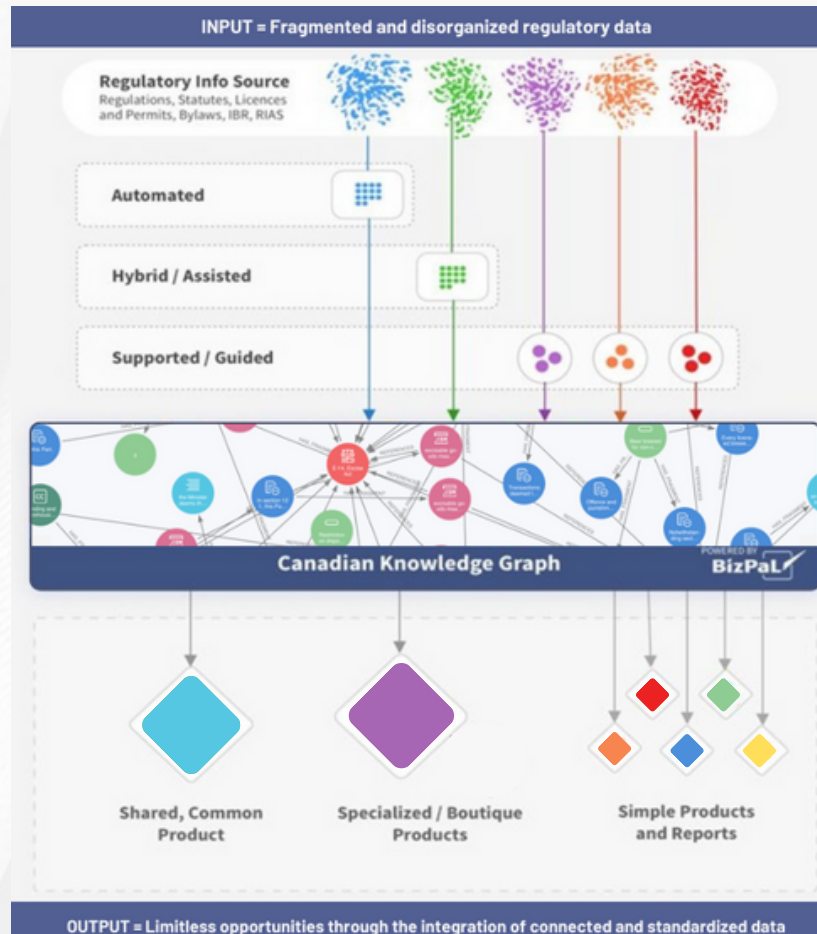 INPUT = Fragmented and disorganized regulatory data
Regulatory Info Source
Regulations, Statutes, Licences
and Permits, Bylaws, IBR, RIAS
Automated
Hybrid / Assisted
Supported / Guided
REFERENCES
Canadian Knowledge Graph
POWERED BY
BizPaL
Shared, Common
Product
Specialized / Boutique
Products
Simple Products
and Reports
OUTPUT = Limitless opportunities through the integration of connected and standardized data